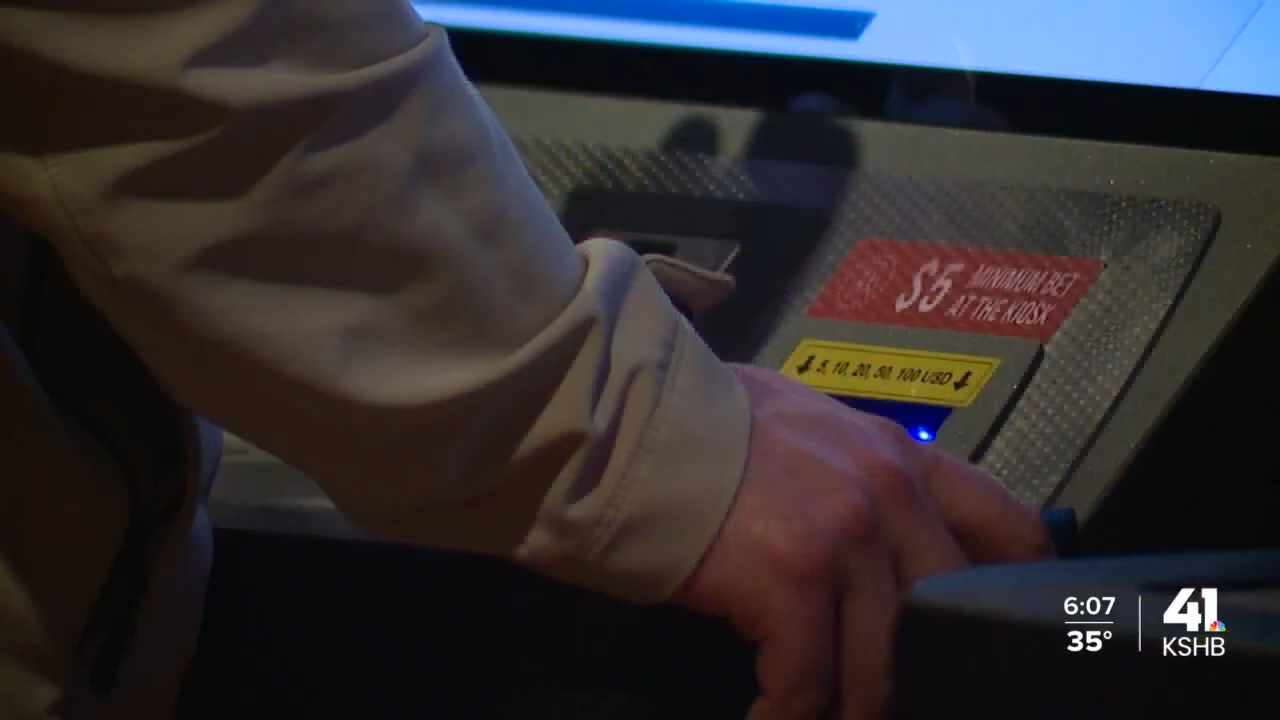 $5 MINIMUM BET
AT THE KIOSK
5, 10, 20, 50, 100 USD
6:07
35°
41
KSHB